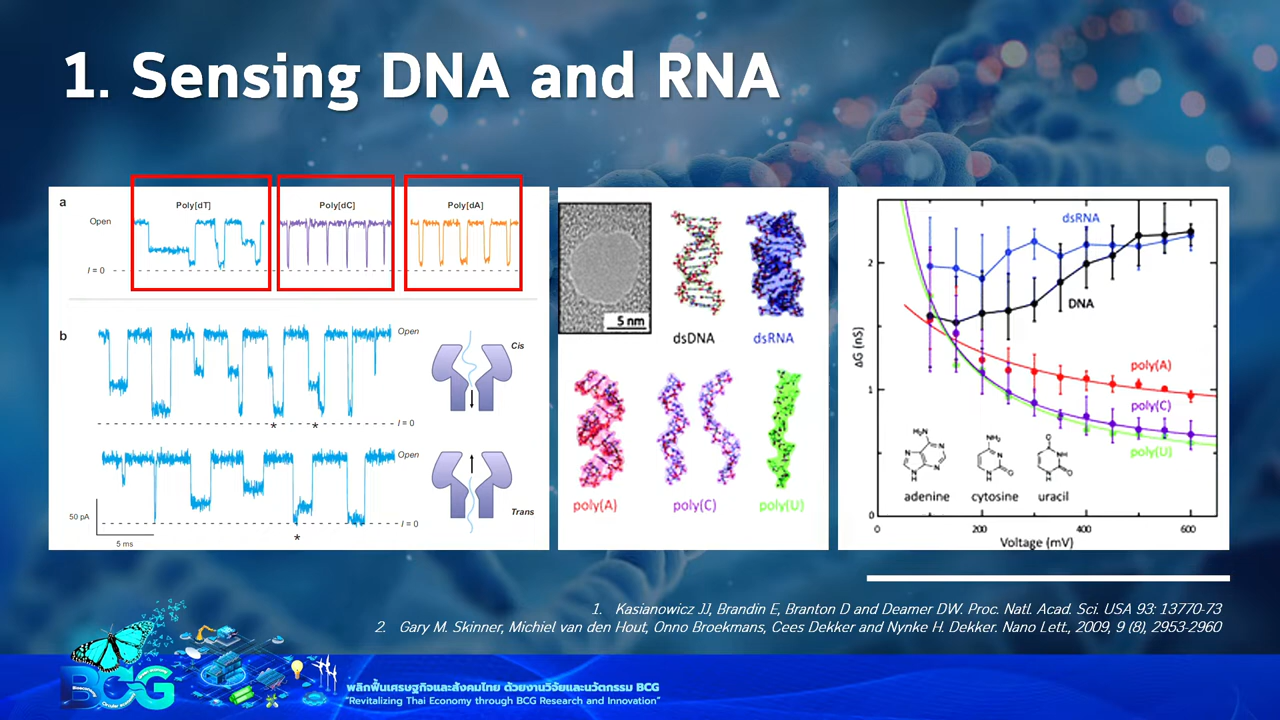 1. Sensing DNA and RNA
a
Poly[dT]
Poly[dC]
Poly[dA]
Open
I = 0
b
Open
Cis
I = 0
* *
Open
50 pA
I = 0
Trans
5 ms
*
5 nm
dsDNA
dsRNA
poly(A)
poly(C)
poly(U)
dsRNA
DNA
poly(A)
poly(C)
poly(U)
ΔG (nS)
2
1
0
H₂N
N
N
N
N
H
NH₂
N
N
O
H
O
NH
N
O
H
adenine
cytosine
uracil
0
200
400
600
Voltage (mV)
1. Kasianowicz JJ, Brandin E, Branton D and Deamer DW. Proc. Natl. Acad. Sci. USA 93: 13770-73
2. Gary M. Skinner, Michiel van den Hout, Onno Broekmans, Cees Dekker and Nynke H. Dekker. Nano Lett., 2009, 9 (8), 2953-2960
BCG
พลิกฟื้นเศรษฐกิจและสังคมไทย ด้วยงานวิจัยและนวัตกรรม BCG
"Revitalizing Thai Economy through BCG Research and Innovation"